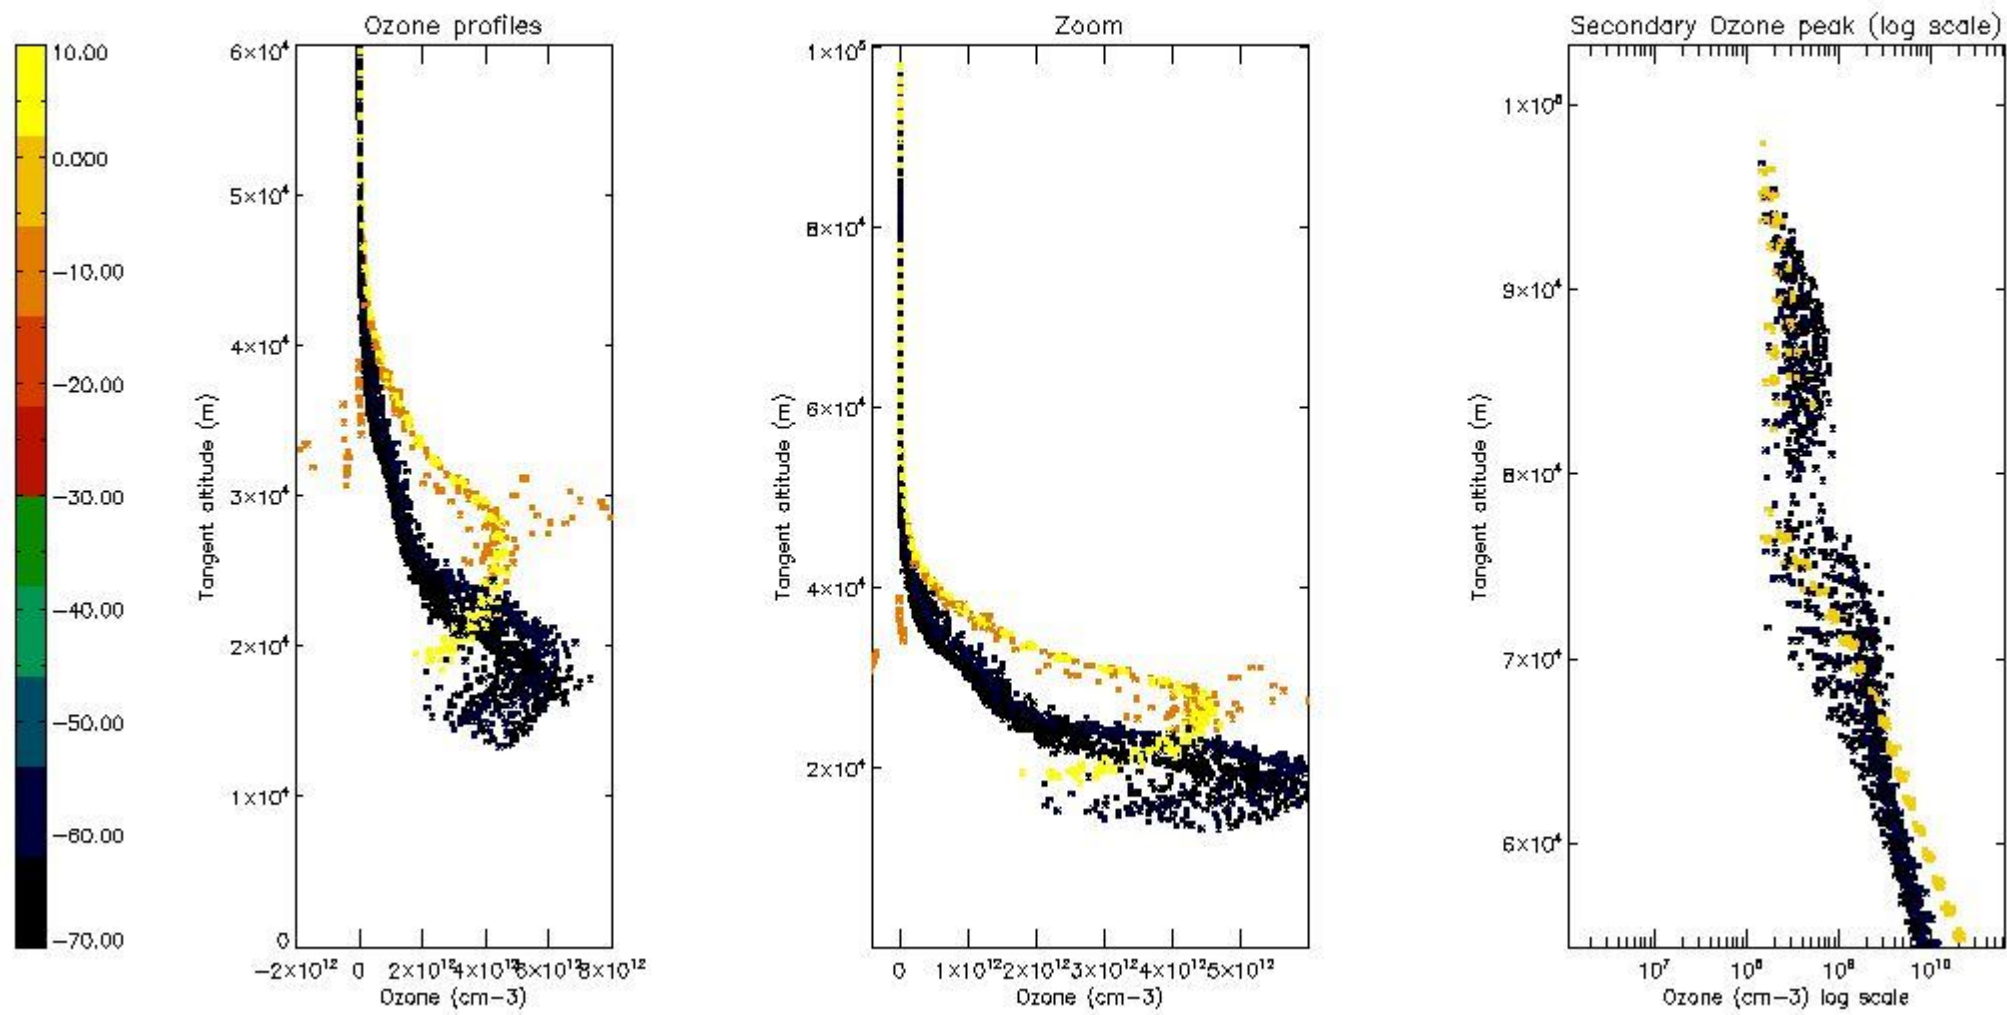 Ozone profiles
Zoom
Secondary Ozone peak (log scale)
10.00
0.000
-10.00
-20.00
-30.00
-40.00
-50.00
-60.00
-70.00
6×10⁴
5×10⁴
4×10⁴
3×10⁴
2×10⁴
1×10⁴
0
Tangent altitude (m)
-2×10¹² 0 2×10¹² 4×10¹² 6×10¹² 8×10¹²
Ozone (cm-3)
1×10⁵
8×10⁴
6×10⁴
4×10⁴
2×10⁴
Tangent altitude (m)
0 1×10¹² 2×10¹² 3×10¹² 4×10¹² 5×10¹²
Ozone (cm-3)
1×10⁵
9×10⁴
8×10⁴
7×10⁴
6×10⁴
Tangent altitude (m)
10⁷ 10⁸ 10⁹ 10¹⁰
Ozone (cm-3) log scale